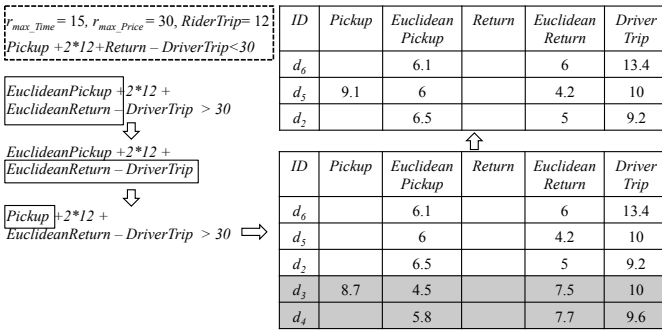 r_max_Time = 15, r_max_Price = 30, RiderTrip= 12
Pickup +2*12+Return – DriverTrip<30
EuclideanPickup +2*12 +
EuclideanReturn – DriverTrip > 30
EuclideanPickup +2*12 +
EuclideanReturn – DriverTrip
Pickup +2*12 +
EuclideanReturn – DriverTrip > 30
ID Pickup Euclidean Pickup Return Euclidean Return Driver Trip
d6 6.1 6 13.4
d5 9.1 6 4.2 10
d2 6.5 5 9.2
ID Pickup Euclidean Pickup Return Euclidean Return Driver Trip
d6 6.1 6 13.4
d5 6 4.2 10
d2 6.5 5 9.2
d3 8.7 4.5 7.5 10
d4 5.8 7.7 9.6